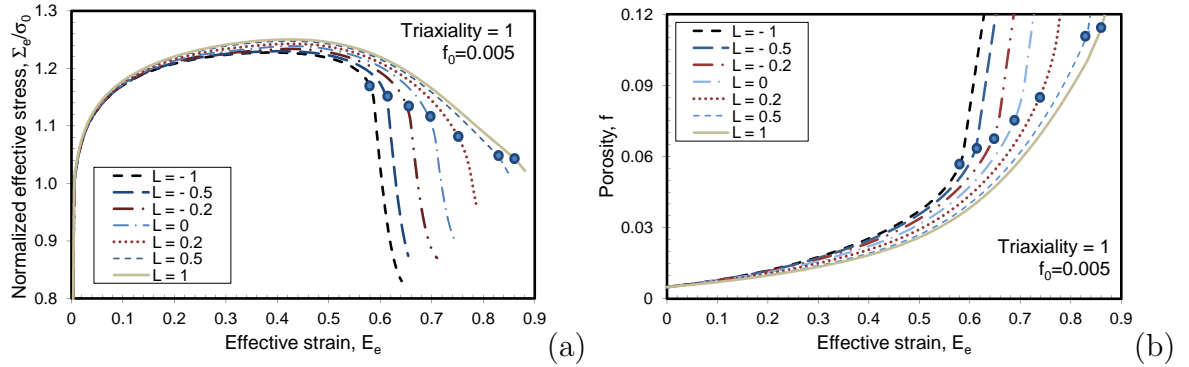 Normalized effective stress, Σe/σ0
1.3
1.2
1.1
1.0
0.9
0.8
0
0.1
0.2
0.3
0.4
0.5
0.6
0.7
0.8
0.9
Effective strain, Ee
Triaxiality = 1
f0=0.005
L = - 1
L = - 0.5
L = - 0.2
L = 0
L = 0.2
L = 0.5
L = 1
(a)
Porosity, f
0.12
0.09
0.06
0.03
0
0
0.1
0.2
0.3
0.4
0.5
0.6
0.7
0.8
0.9
Effective strain, Ee
L = - 1
L = - 0.5
L = - 0.2
L = 0
L = 0.2
L = 0.5
L = 1
Triaxiality = 1
f0=0.005
(b)